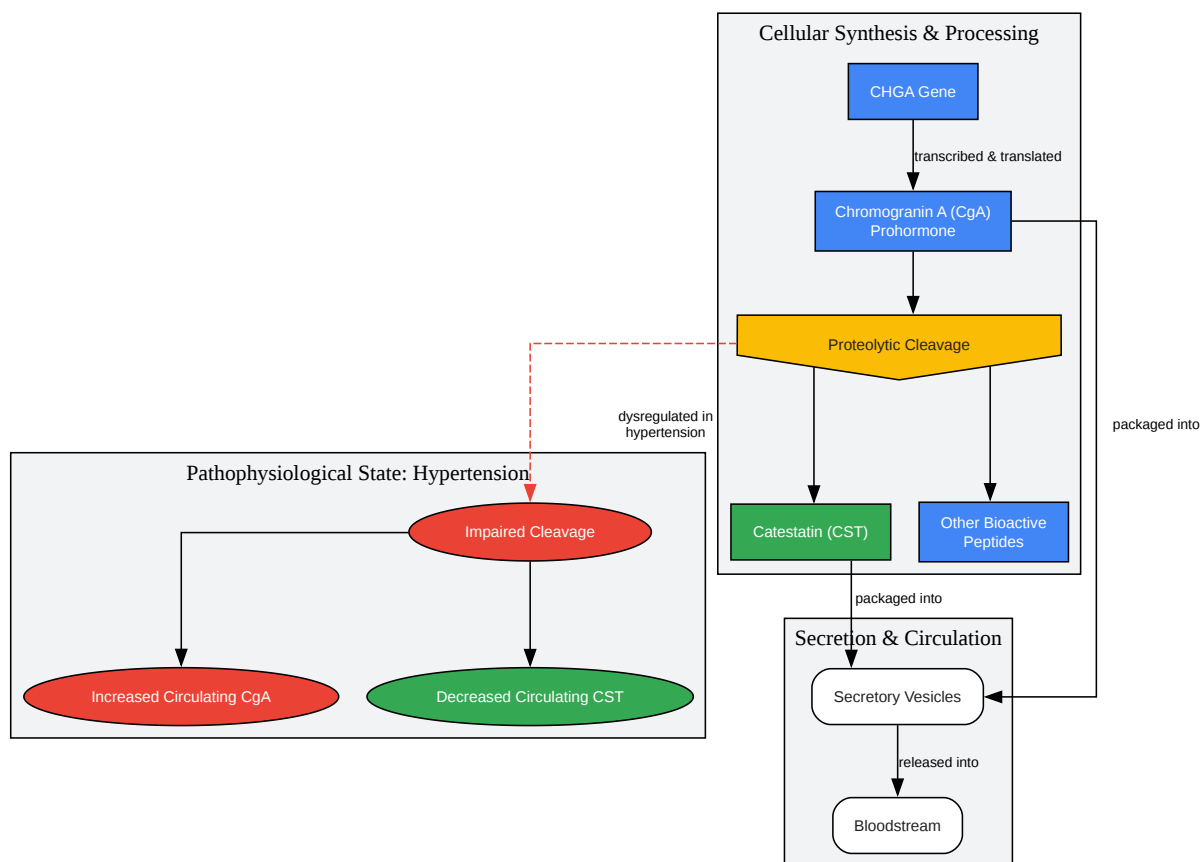 Cellular Synthesis & Processing
CHGA Gene
transcribed & translated
Chromogranin A (CgA)
Prohormone
Proteolytic Cleavage
dysregulated in
hypertension
packaged into
Pathophysiological State: Hypertension
Impaired Cleavage
Catestatin (CST)
Other Bioactive
Peptides
packaged into
Secretion & Circulation
Increased Circulating CgA
Decreased Circulating CST
Secretory Vesicles
released into
Bloodstream